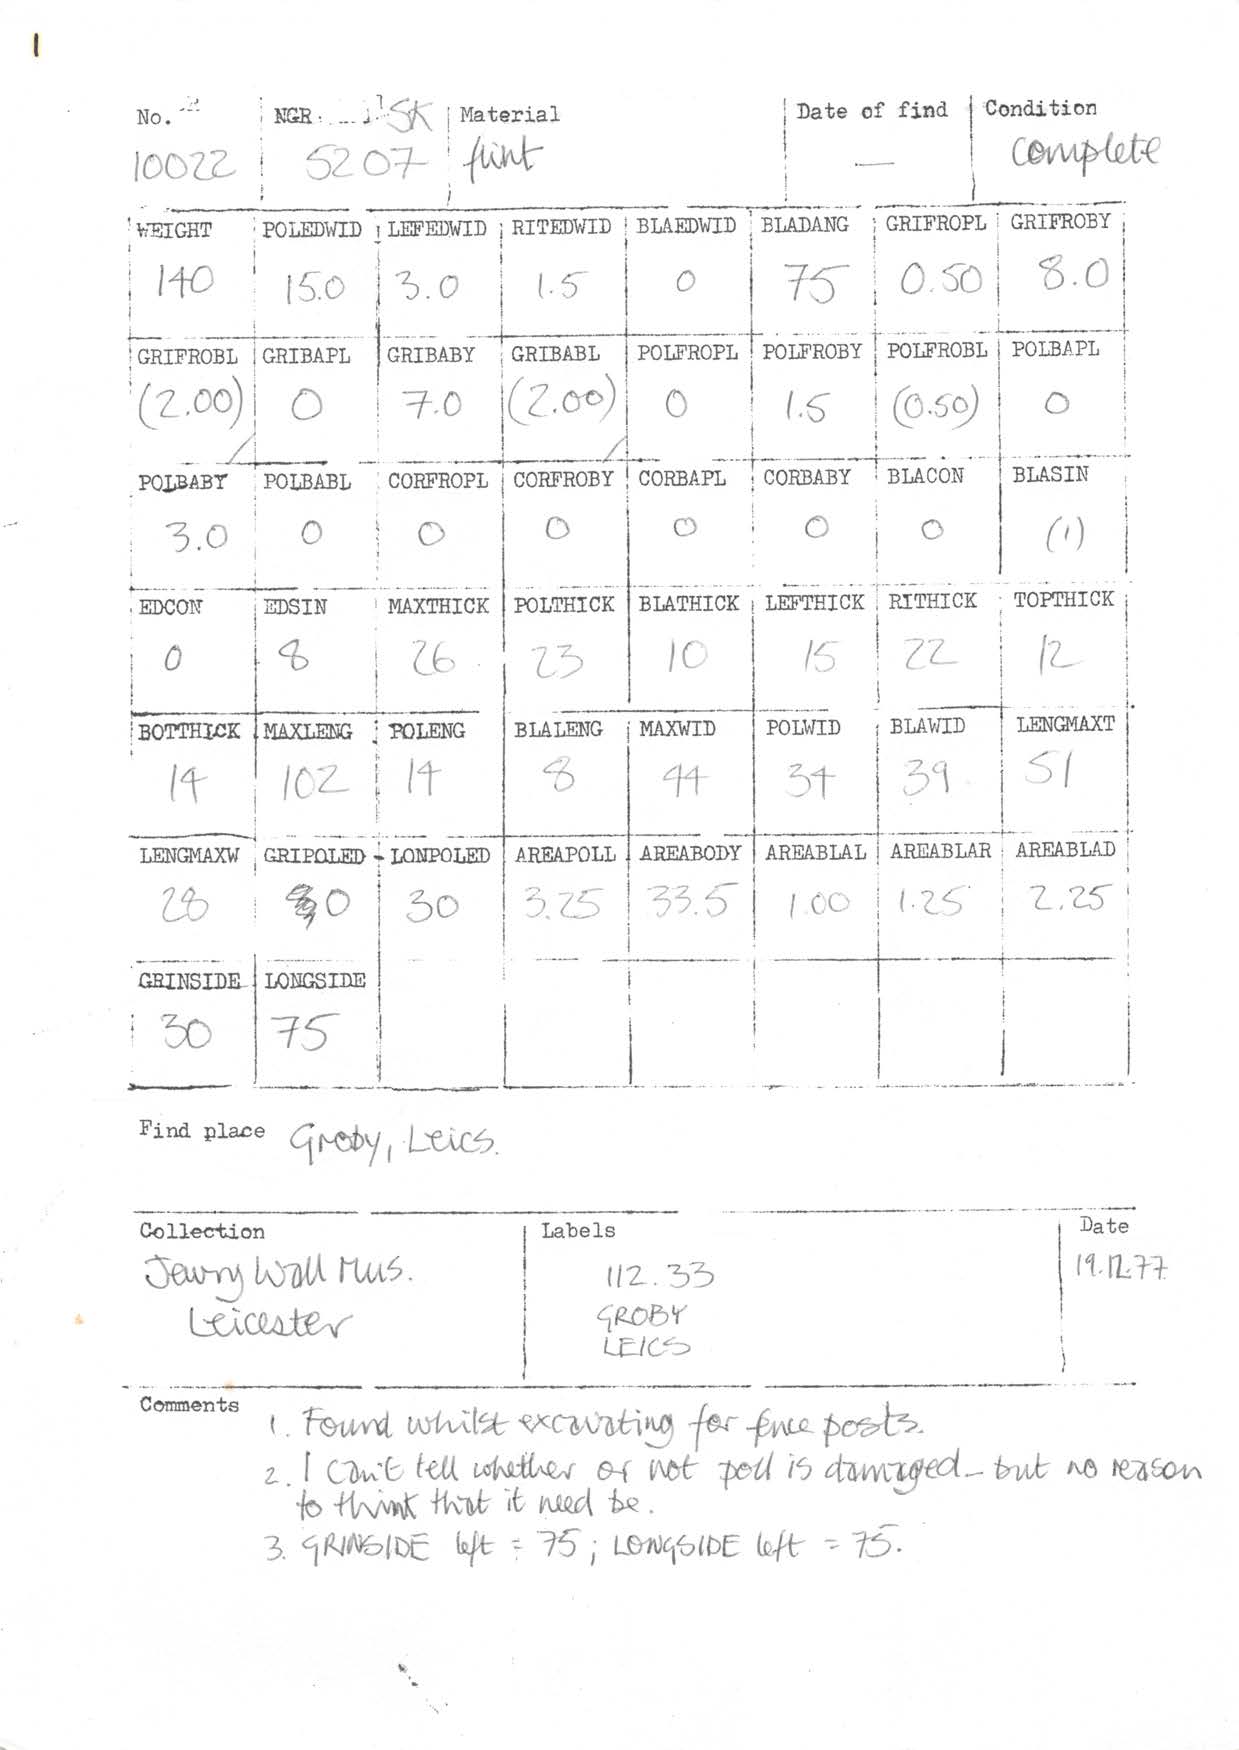 1
No. NGR SK Material Date of find Condition
10022 5207 flint — complete
WEIGHT POLEDWID LEFEDWID RITEDWID BLAEDWID BLADANG GRIFROPL GRIFROBY
140 15.0 3.0 1.5 0 75 0.50 8.0
GRIFROBL GRIBAPL GRIBABY GRIBABL POLFROPL POLFROBY POLFROBL POLBAPL
(2.00) 0 7.0 (2.00) 0 1.5 (0.50) 0
POLBABY POLBABL CORFROPL CORFROBY CORBAPL CORBABY BLACON BLASIN
3.0 0 0 0 0 0 0 (1)
EDCON EDSIN MAXTHICK POLTHICK BLATHICK LEFTHICK RITHICK TOPTHICK
0 8 26 23 10 15 22 12
BOTTHICK MAXLENG POLENG BLALENG MAXWID POLWID BLAWID LENGMAXT
14 102 14 8 44 34 39 51
LENGMAXW GRIPOLED LONPOLED AREAPOLL AREABODY AREABLAL AREABLAR AREABLAD
28 0 30 3.25 33.5 1.00 1.25 2.25
GRINSIDE LONGSIDE
30 75
Find place Groby, Leics.
Collection Labels Date
Jewry Wall Mus. 112.33 19.12.77
Leicester GROBY
LEICS
Comments 1. Found whilst excavating for fence posts.
2. I can't tell whether or not poll is damaged - but no reason
to think that it need be.
3. GRINSIDE left = 75; LONGSIDE left = 75.